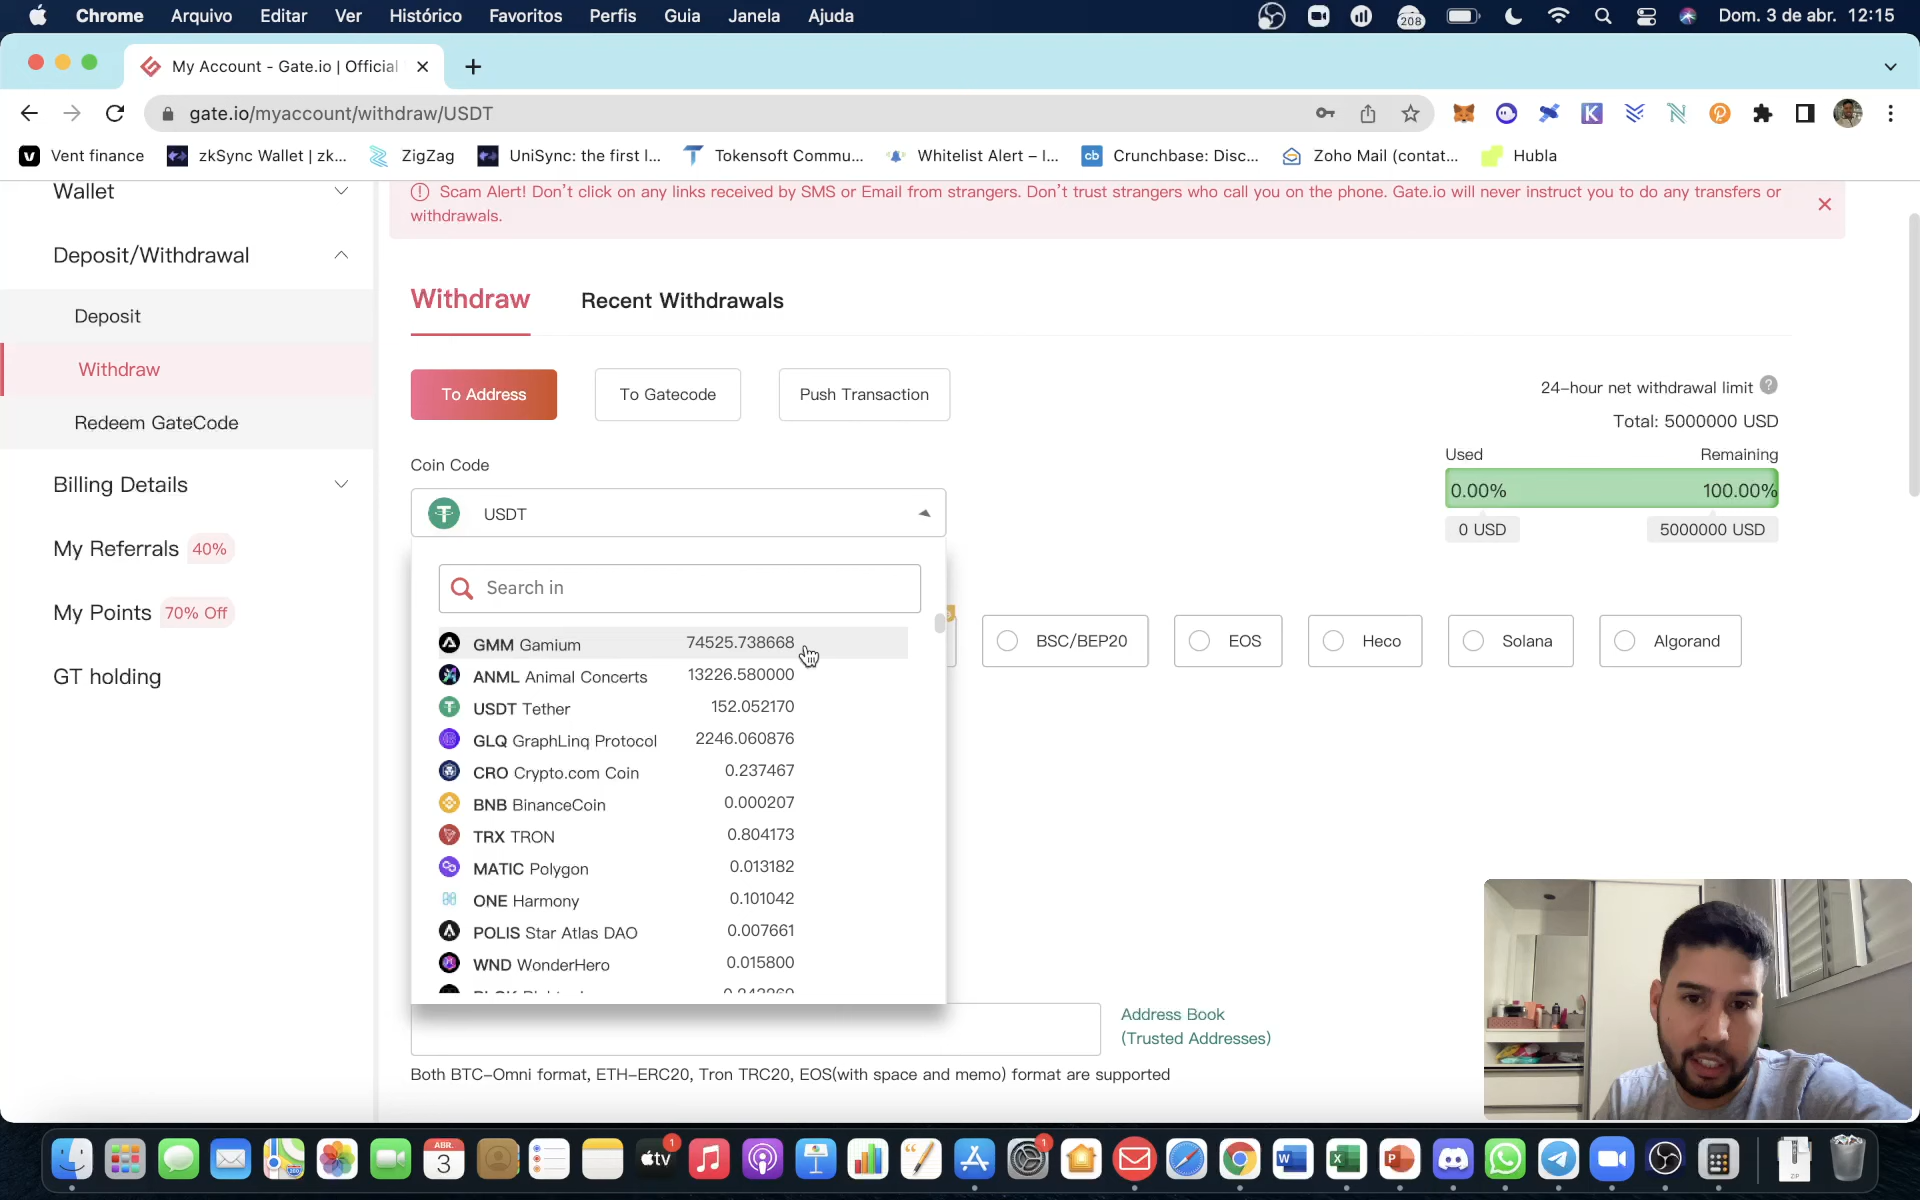 Chrome Arquivo Editar Ver Histórico Favoritos Perfis Guia Janela Ajuda
208
Dom. 3 de abr. 12:15
My Account - Gate.io | Official
gate.io/myaccount/withdraw/USDT
Vent finance
zkSync Wallet | zk...
ZigZag
UniSync: the first I...
Tokensoft Commu...
Whitelist Alert – I...
cb
Crunchbase: Disc...
Zoho Mail (contat...
Hubla
Wallet
Deposit/Withdrawal
Deposit
Withdraw
Redeem GateCode
Billing Details
My Referrals 40%
My Points 70% Off
GT holding
Scam Alert! Don't click on any links received by SMS or Email from strangers. Don't trust strangers who call you on the phone. Gate.io will never instruct you to do any transfers or
withdrawals.
Withdraw
Recent Withdrawals
To Address
To Gatecode
Push Transaction
24-hour net withdrawal limit ?
Total: 5000000 USD
Used
Remaining
0.00%
100.00%
0 USD
5000000 USD
Coin Code
USDT
Search in
GMM Gamium 74525.738668
ANML Animal Concerts 13226.580000
USDT Tether 152.052170
GLQ GraphLinq Protocol 2246.060876
CRO Crypto.com Coin 0.237467
BNB BinanceCoin 0.000207
TRX TRON 0.804173
MATIC Polygon 0.013182
ONE Harmony 0.101042
POLIS Star Atlas DAO 0.007661
WND WonderHero 0.015800
BSC/BEP20
EOS
Heco
Solana
Algorand
Address Book
(Trusted Addresses)
Both BTC-Omni format, ETH-ERC20, Tron TRC20, EOS(with space and memo) format are supported
ABR.
3
tv
1
1